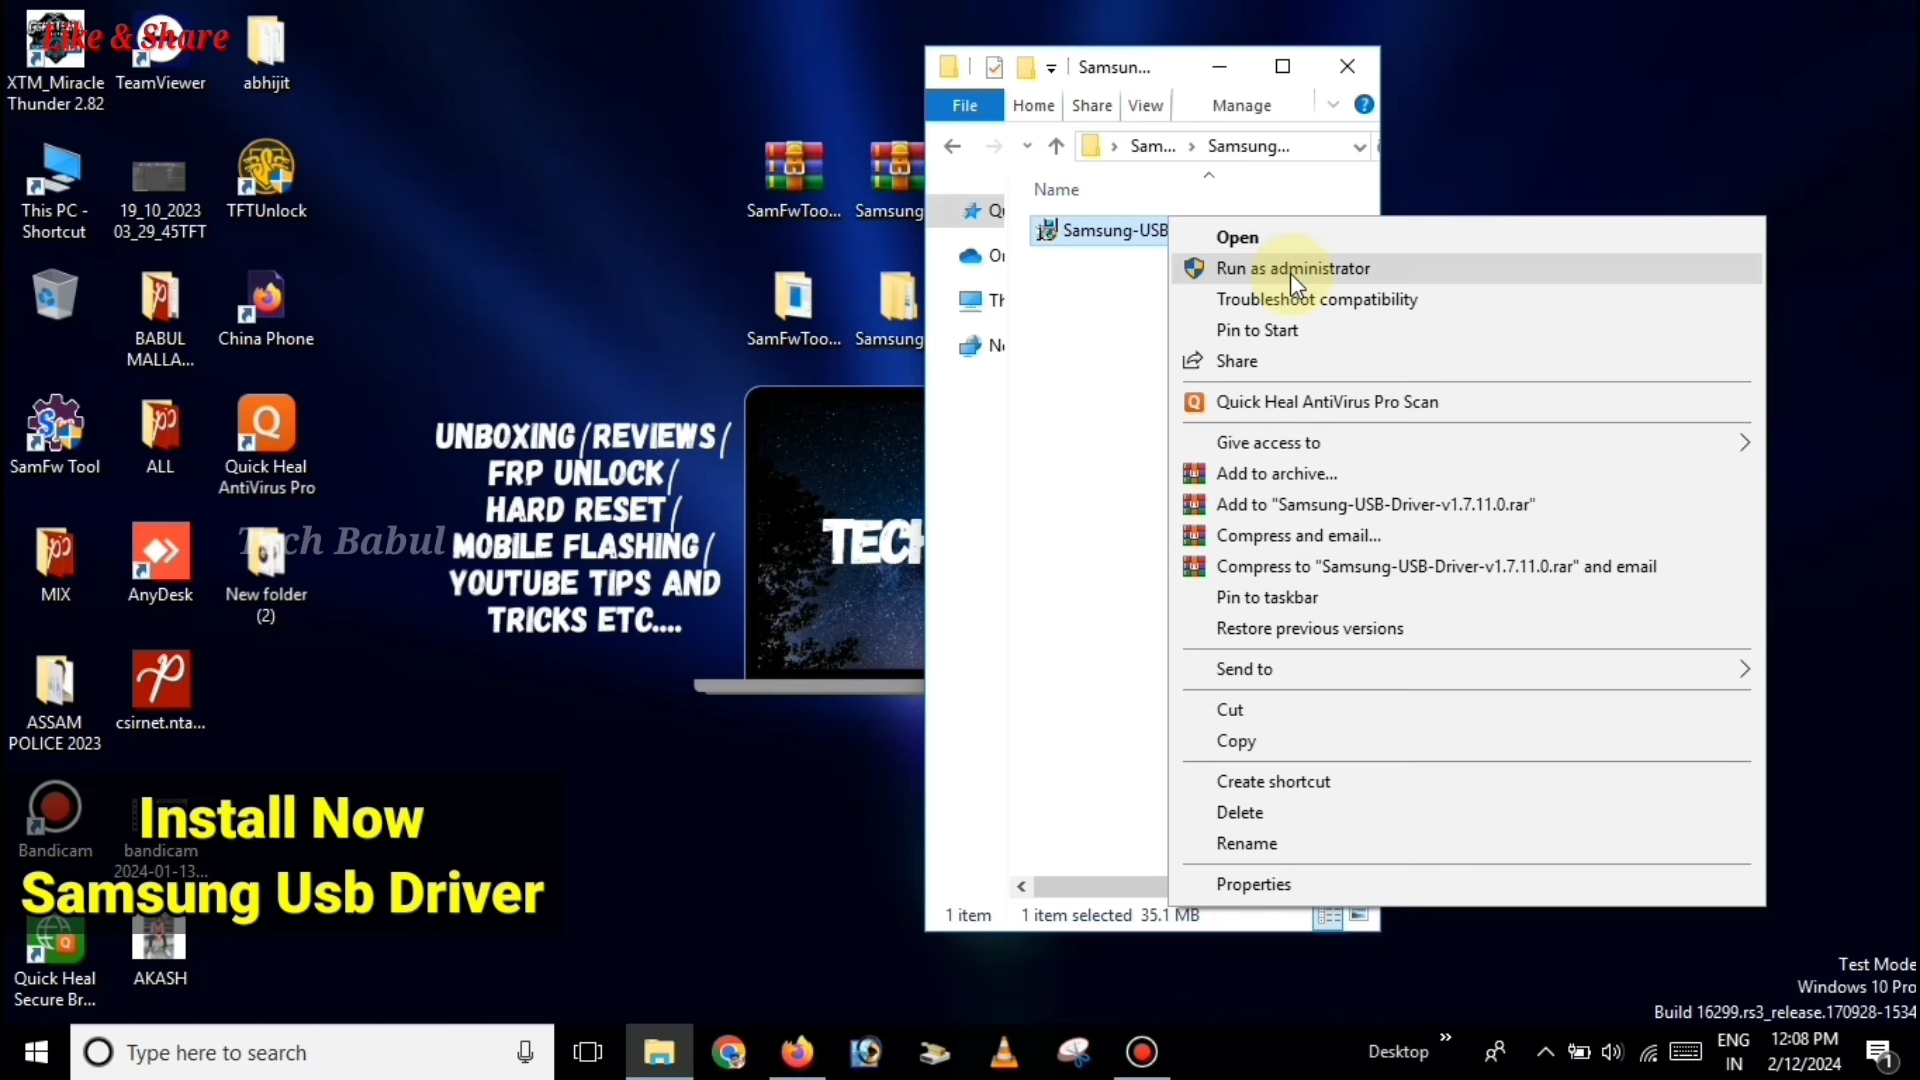 Like & Share
XTM_Miracle
Thunder 2.82
TeamViewer
abhijit
This PC -
Shortcut
19_10_2023
03_29_45TFT
TFTUnlock
BABUL
MALLA...
China Phone
SamFw Tool
ALL
Quick Heal
AntiVirus Pro
Tech Babul
MIX
AnyDesk
New folder
(2)
ASSAM
POLICE 2023
csirnet.nta...
Bandicam
bandicam
2024-01-13...
Install Now
Samsung Usb Driver
Quick Heal
Secure Br...
AKASH
SamFwToo...
Samsung
SamFwToo...
Samsung
UNBOXING/REVIEWS/
FRP UNLOCK/
HARD RESET/
MOBILE FLASHING/
YOUTUBE TIPS AND
TRICKS ETC....
TECH
Samsun...
File
Home
Share
View
Manage
Sam...
Samsung...
Name
Samsung-USB
1 item
1 item selected 35.1 MB
Open
Run as administrator
Troubleshoot compatibility
Pin to Start
Share
Quick Heal AntiVirus Pro Scan
Give access to
Add to archive...
Add to "Samsung-USB-Driver-v1.7.11.0.rar"
Compress and email...
Compress to "Samsung-USB-Driver-v1.7.11.0.rar" and email
Pin to taskbar
Restore previous versions
Send to
Cut
Copy
Create shortcut
Delete
Rename
Properties
Test Mode
Windows 10 Pro
Build 16299.rs3_release.170928-1534
Type here to search
Desktop
ENG
IN
12:08 PM
2/12/2024
1